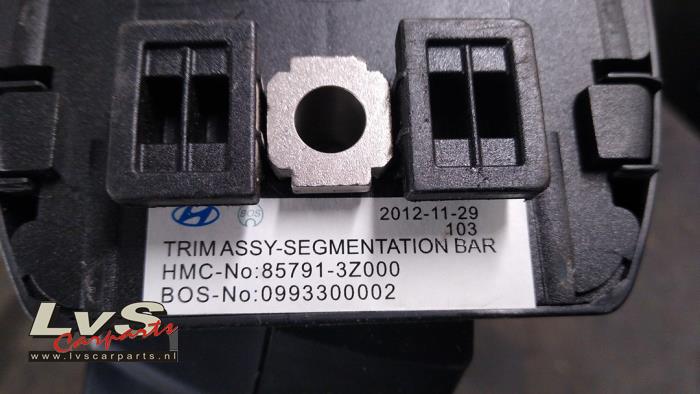 BOS
2012-11-29
103
TRIM ASSY-SEGMENTATION BAR
HMC-No:85791-3Z000
BOS-No:0993300002
LvS
Carparts
www.lvscarparts.nl